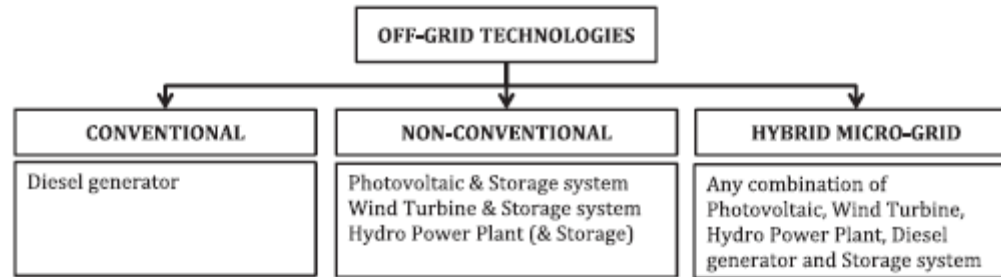 OFF-GRID TECHNOLOGIES
CONVENTIONAL
Diesel generator
NON-CONVENTIONAL
Photovoltaic & Storage system
Wind Turbine & Storage system
Hydro Power Plant (& Storage)
HYBRID MICRO-GRID
Any combination of
Photovoltaic, Wind Turbine,
Hydro Power Plant, Diesel
generator and Storage system